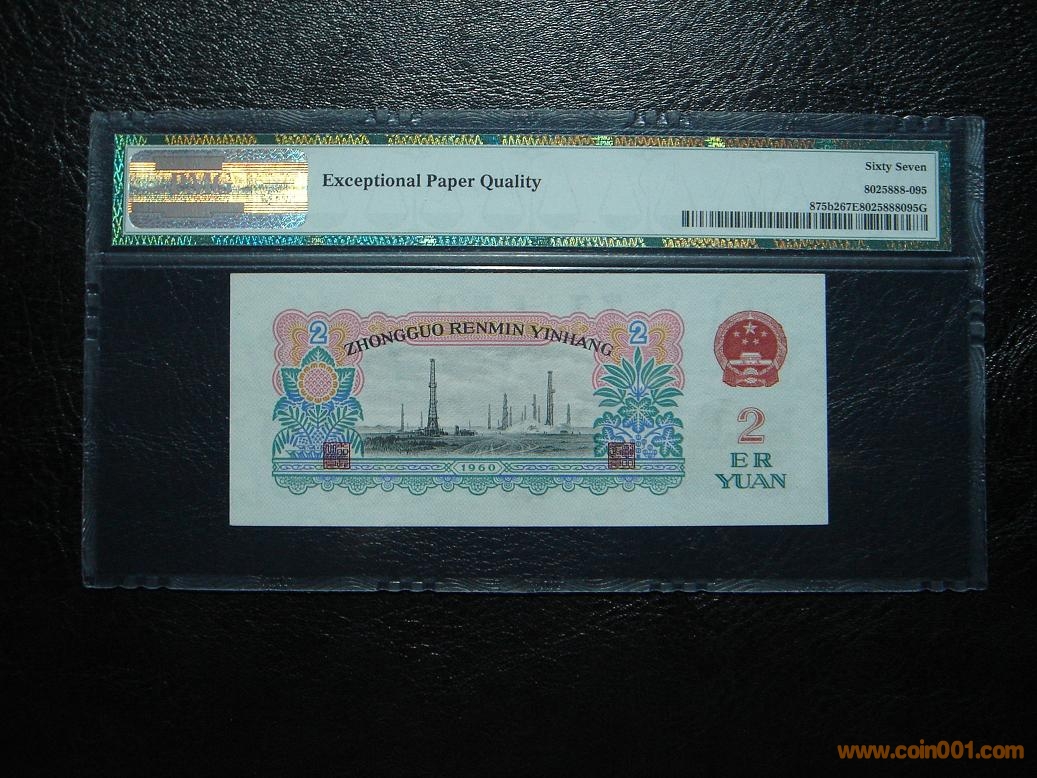 Sixty Seven
Exceptional Paper Quality
8025888-095
875b267E8025888095G
2 2
ZHONGGUO RENMIN YINHANG
2
ER
YUAN
1960
www.coin001.com